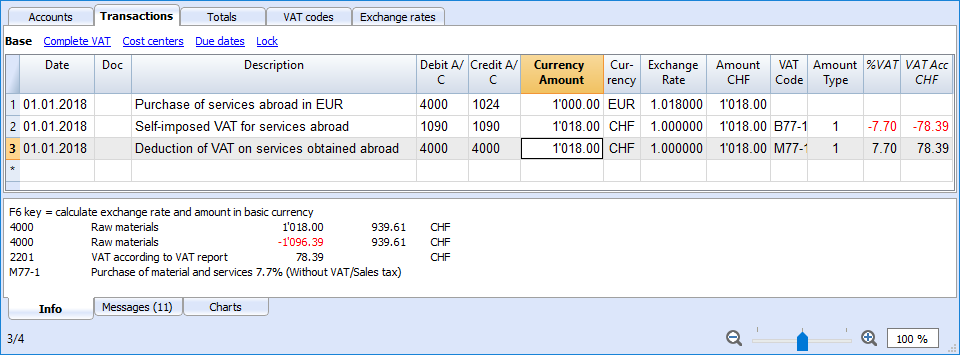 Accounts Transactions Totals VAT codes Exchange rates
Base Complete VAT Cost centers Due dates Lock
Date Doc Description Debit A/C Credit A/C Currency Amount Cur-rency Exchange Rate Amount CHF VAT Code Amount Type %VAT VAT Acc CHF
1 01.01.2018 Purchase of services abroad in EUR 4000 1024 1'000.00 EUR 1.018000 1'018.00
2 01.01.2018 Self-imposed VAT for services abroad 1090 1090 1'018.00 CHF 1.000000 1'018.00 B77-1 1 -7.70 -78.39
3 01.01.2018 Deduction of VAT on services obtained abroad 4000 4000 1'018.00 CHF 1.000000 1'018.00 M77-1 1 7.70 78.39
*
F6 key = calculate exchange rate and amount in basic currency
4000 Raw materials 1'018.00 939.61 CHF
4000 Raw materials -1'096.39 939.61 CHF
2201 VAT according to VAT report 78.39 CHF
M77-1 Purchase of material and services 7.7% (Without VAT/Sales tax)
Info Messages (11) Charts
3/4 100 %